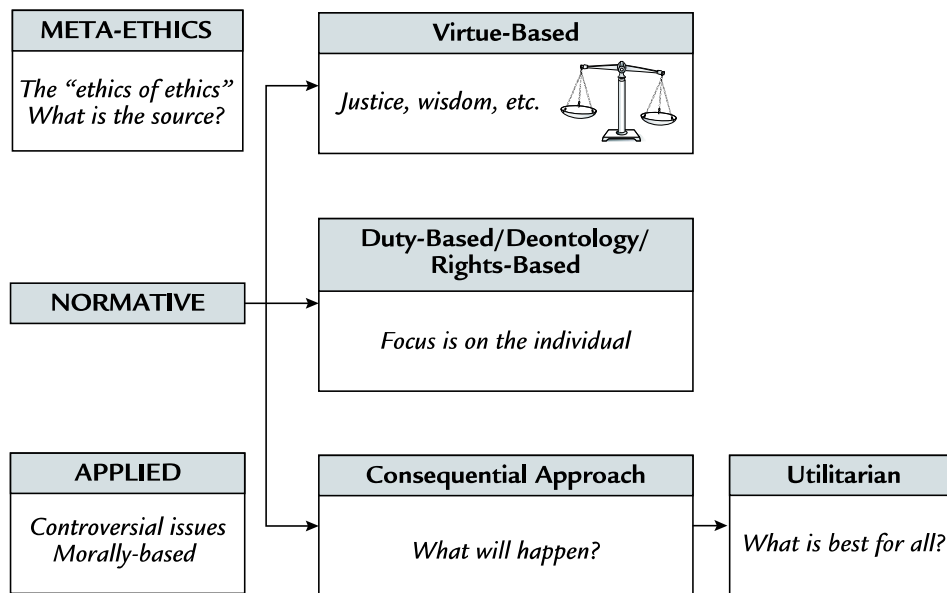 META-ETHICS
The “ethics of ethics”
What is the source?
Virtue-Based
Justice, wisdom, etc.
NORMATIVE
Duty-Based/Deontology/
Rights-Based
Focus is on the individual
APPLIED
Controversial issues
Morally-based
Consequential Approach
What will happen?
Utilitarian
What is best for all?